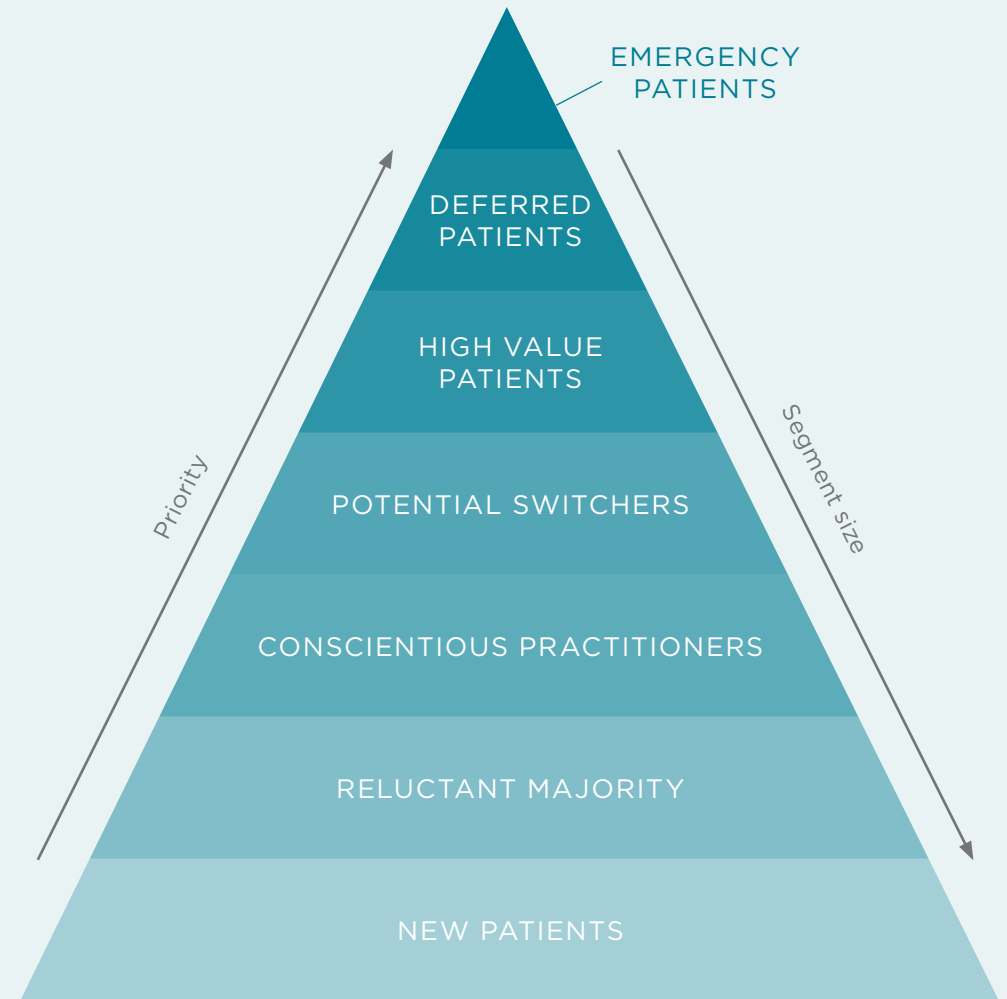 EMERGENCY
PATIENTS
DEFERRED
PATIENTS
HIGH VALUE
PATIENTS
Priority
Segment size
POTENTIAL SWITCHERS
CONSCIENTIOUS PRACTITIONERS
RELUCTANT MAJORITY
NEW PATIENTS